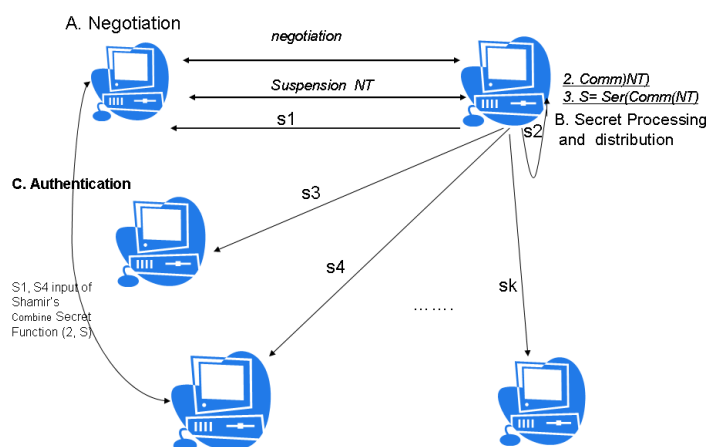 A. Negotiation
negotiation
Suspension NT
s1
2. Comm)NT)
3. S= Ser(Comm(NT)
s2
B. Secret Processing
and distribution
C. Authentication
s3
s4
sk
.......
S1, S4 input of
Shamir's
Combine Secret
Function (2, S)